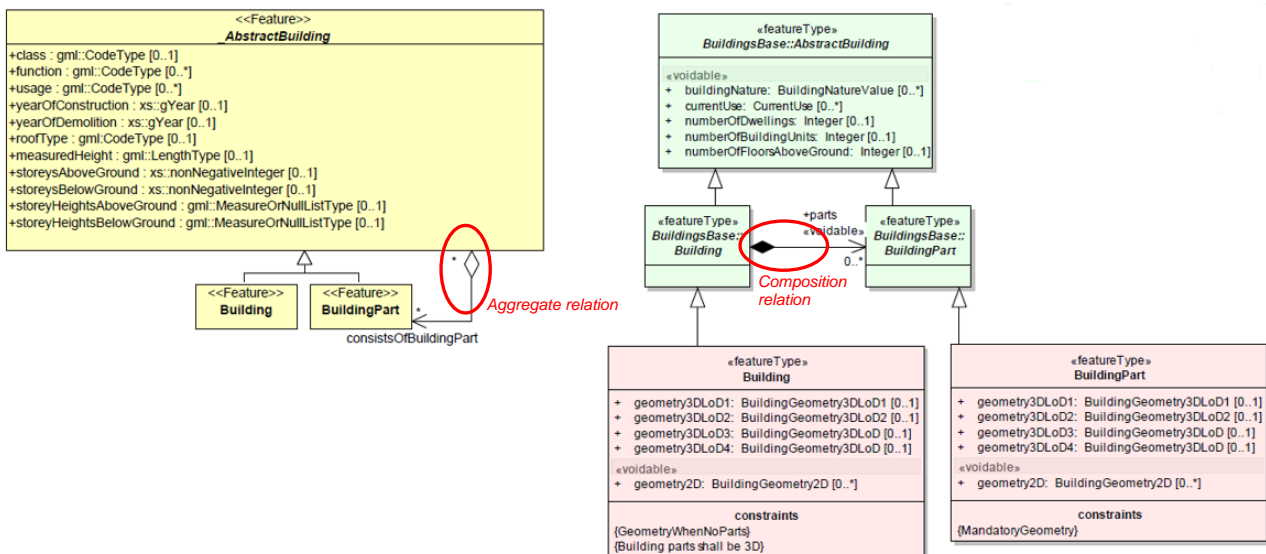 <<Feature>>
_AbstractBuilding
+class : gml::CodeType [0..1]
+function : gml::CodeType [0..*]
+usage : gml::CodeType [0..*]
+yearOfConstruction : xs::gYear [0..1]
+yearOfDemolition : xs::gYear [0..1]
+roofType : gml:CodeType [0..1]
+measuredHeight : gml::LengthType [0..1]
+storeysAboveGround : xs::nonNegativeInteger [0..1]
+storeysBelowGround : xs::nonNegativeInteger [0..1]
+storeyHeightsAboveGround : gml::MeasureOrNullListType [0..1]
+storeyHeightsBelowGround : gml::MeasureOrNullListType [0..1]
*
<<Feature>>
Building
<<Feature>>
BuildingPart
*
consistsOfBuildingPart
Aggregate relation
«featureType»
BuildingsBase::AbstractBuilding
«voidable»
+ buildingNature: BuildingNatureValue [0..*]
+ currentUse: CurrentUse [0..*]
+ numberOfDwellings: Integer [0..1]
+ numberOfBuildingUnits: Integer [0..1]
+ numberOfFloorsAboveGround: Integer [0..1]
«featureType»
BuildingsBase::
Building
+parts
«voidable»
0..*
Composition
relation
«featureType»
BuildingsBase::
BuildingPart
«featureType»
Building
+ geometry3DLoD1: BuildingGeometry3DLoD1 [0..1]
+ geometry3DLoD2: BuildingGeometry3DLoD2 [0..1]
+ geometry3DLoD3: BuildingGeometry3DLoD [0..1]
+ geometry3DLoD4: BuildingGeometry3DLoD [0..1]
«voidable»
+ geometry2D: BuildingGeometry2D [0..*]
constraints
{GeometryWhenNoParts}
{Building parts shall be 3D}
«featureType»
BuildingPart
+ geometry3DLoD1: BuildingGeometry3DLoD1 [0..1]
+ geometry3DLoD2: BuildingGeometry3DLoD2 [0..1]
+ geometry3DLoD3: BuildingGeometry3DLoD [0..1]
+ geometry3DLoD4: BuildingGeometry3DLoD [0..1]
«voidable»
+ geometry2D: BuildingGeometry2D [0..*]
constraints
{MandatoryGeometry}